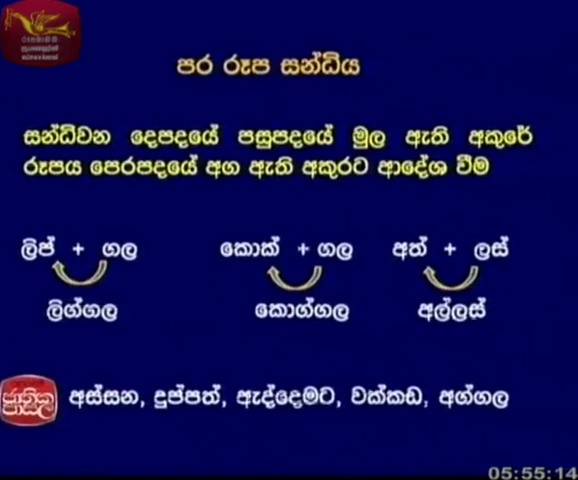 පර රූප සන්ධිය
සන්ධිවන දෙපදයේ පසුපදයේ මුල ඇති අකුරේ
රූපය පෙරපදයේ අග ඇති අකුරට ආදේශ වීම
ලිප් + ගල කොක් + ගල අත් + ලස්
ලිග්ගල කොග්ගල අල්ලස්
ජාතික
පාසල
අස්සන, දුප්පත්, ඇද්දෙමට, වක්කඩ, අග්ගල
05:55:14